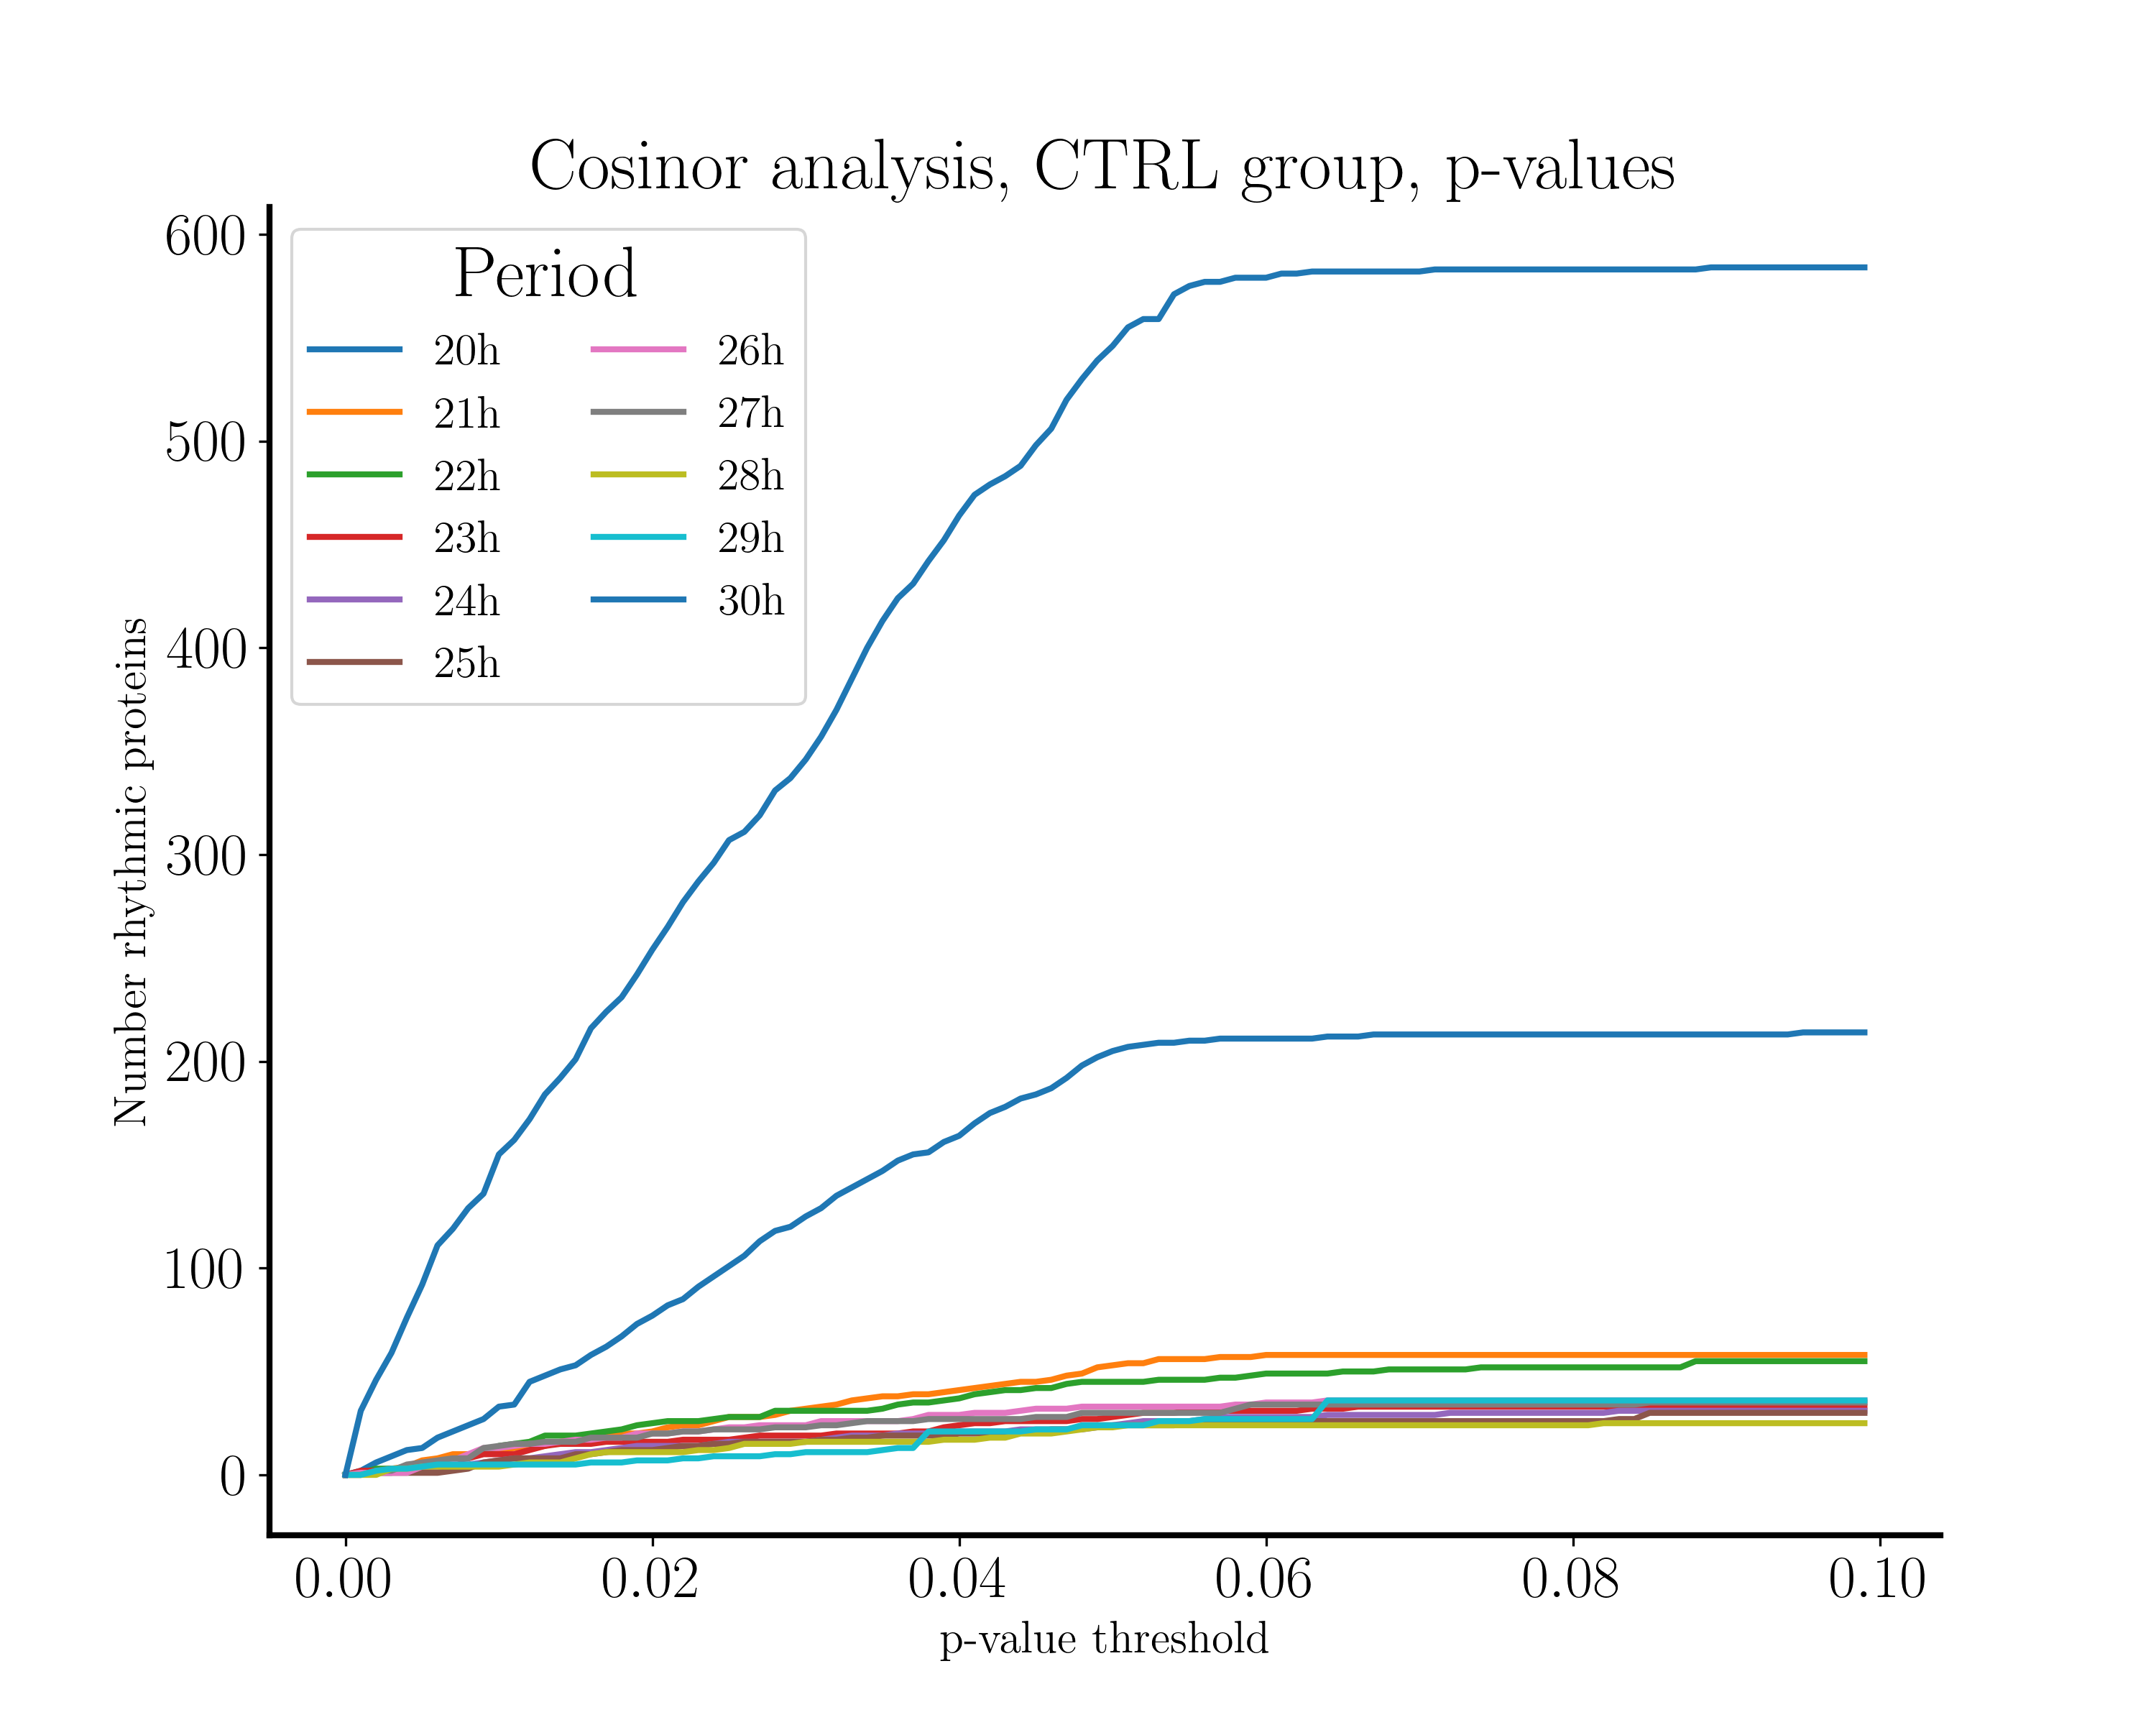 Cosinor analysis, CTRL group, p-values
Period
20h
21h
22h
23h
24h
25h
26h
27h
28h
29h
30h
Number rhythmic proteins
600
500
400
300
200
100
0
0.00
0.02
0.04
0.06
0.08
0.10
p-value threshold